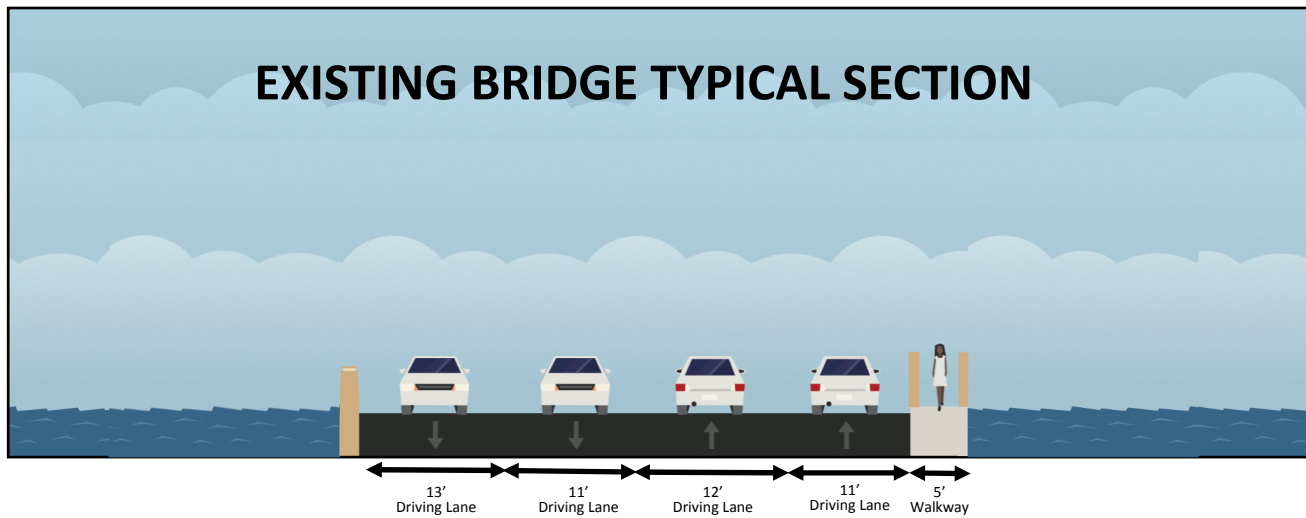 EXISTING BRIDGE TYPICAL SECTION
13’
Driving Lane
11’
Driving Lane
12’
Driving Lane
11’
Driving Lane
5’
Walkway